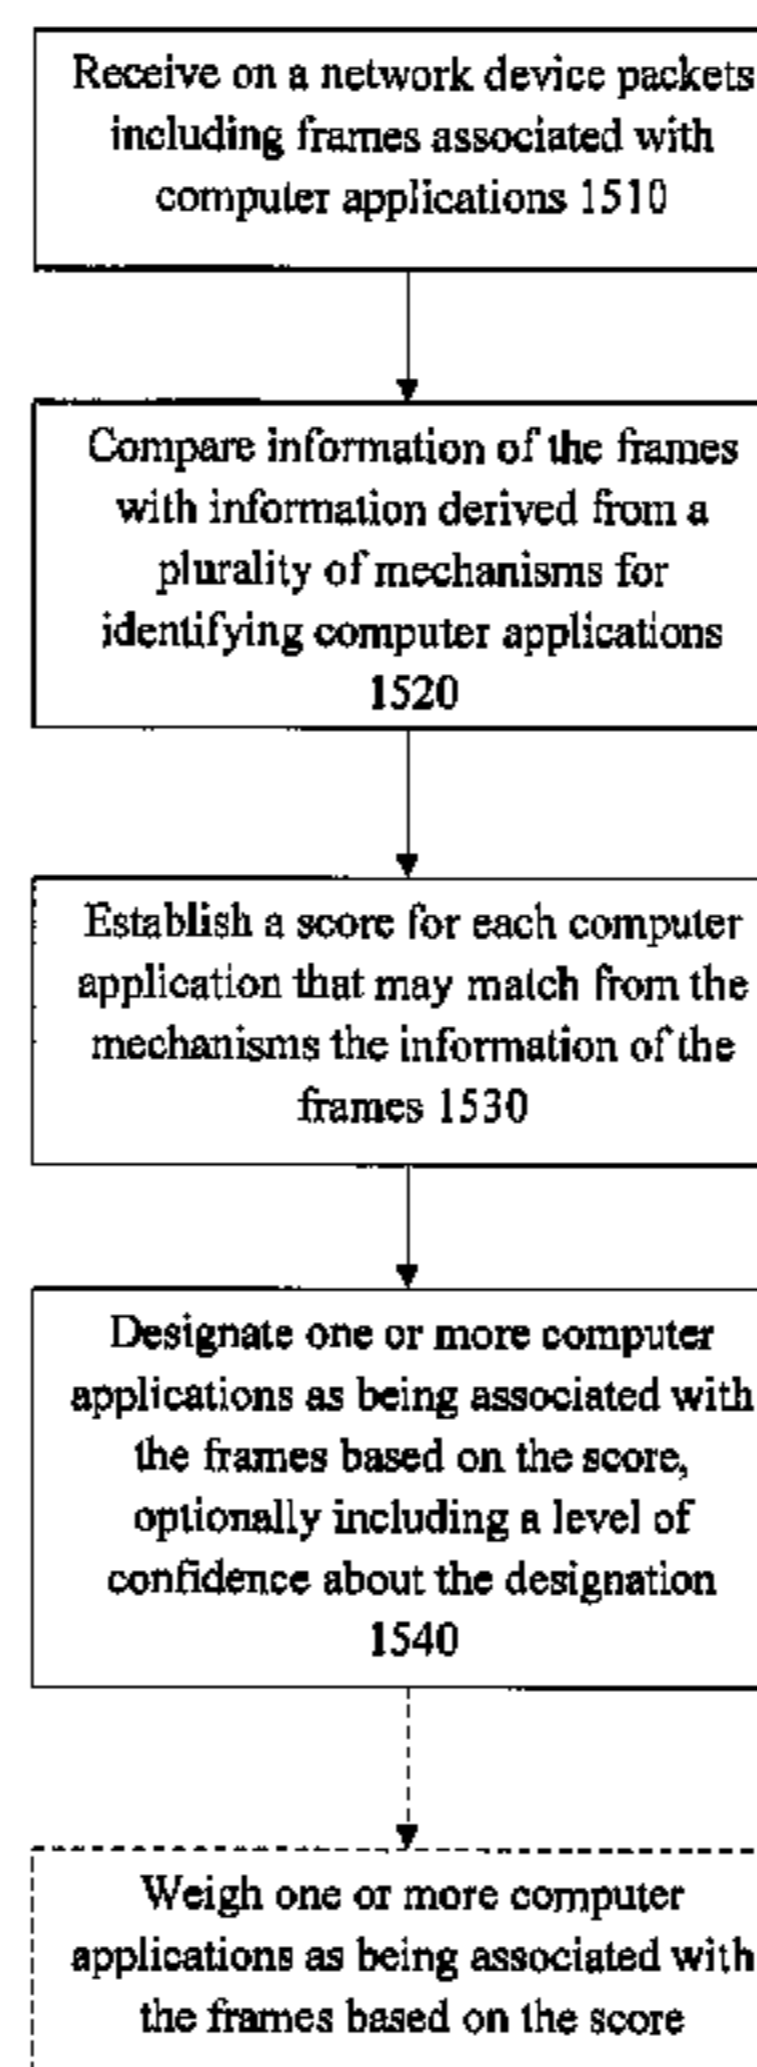 Receive on a network device packets
including frames associated with
computer applications 1510
Compare information of the frames
with information derived from a
plurality of mechanisms for
identifying computer applications
1520
Establish a score for each computer
application that may match from the
mechanisms the information of the
frames 1530
Designate one or more computer
applications as being associated with
the frames based on the score,
optionally including a level of
confidence about the designation
1540
Weigh one or more computer
applications as being associated with
the frames based on the score